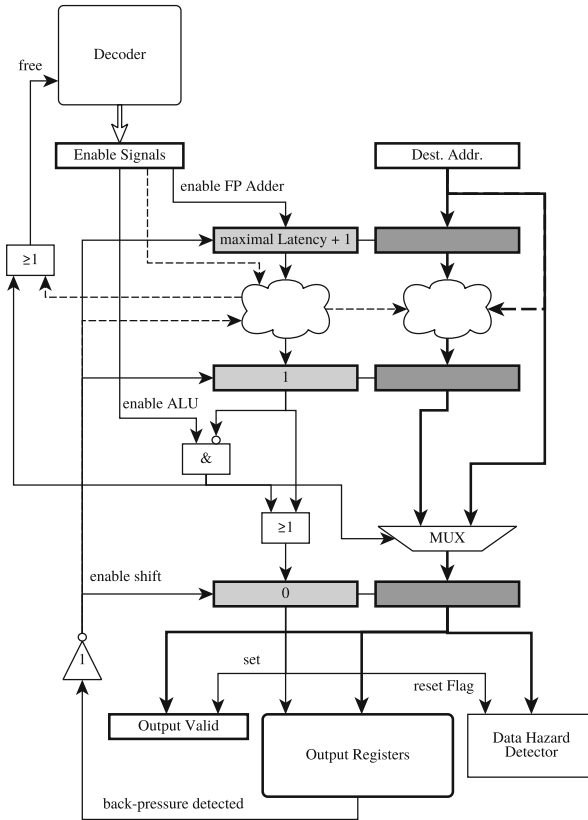 Decoder
free
Enable Signals
Dest. Addr.
enable FP Adder
maximal Latency + 1
≥1
1
enable ALU
&
≥1
MUX
enable shift
0
1
set
reset Flag
Output Valid
Output Registers
Data Hazard
Detector
back-pressure detected